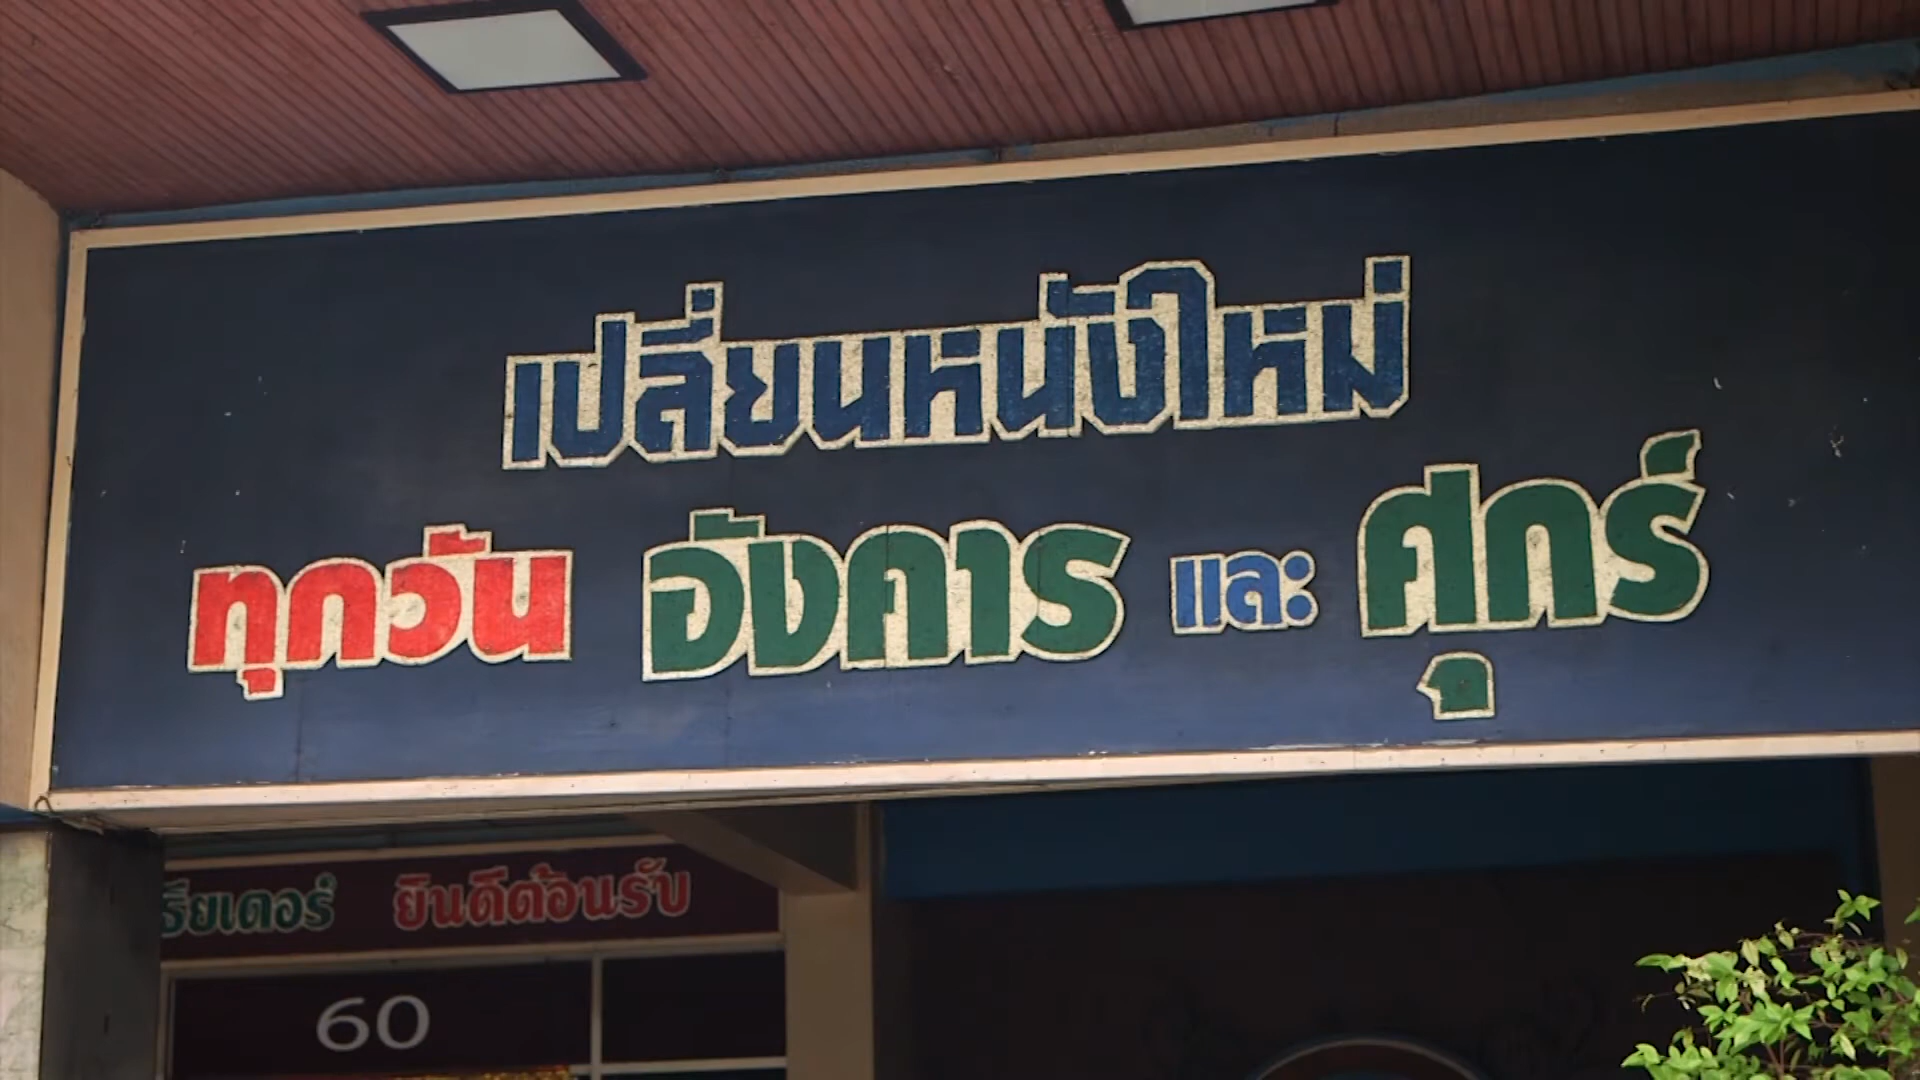 เปลี่ยนหนังใหม่
ทุกวัน อังคาร และ ศุกร์
ธียเตอร์ ยินดีต้อนรับ
60